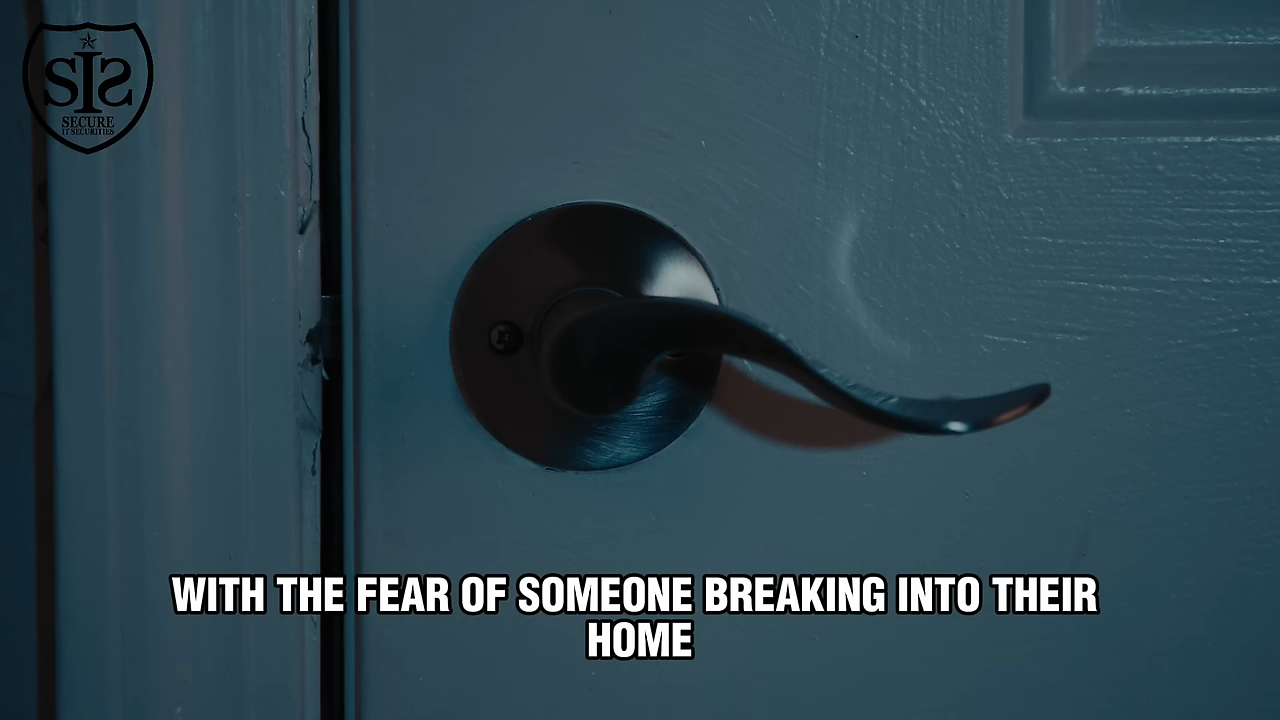 SIS
SECURE
IT SECURITIES
WITH THE FEAR OF SOMEONE BREAKING INTO THEIR
HOME